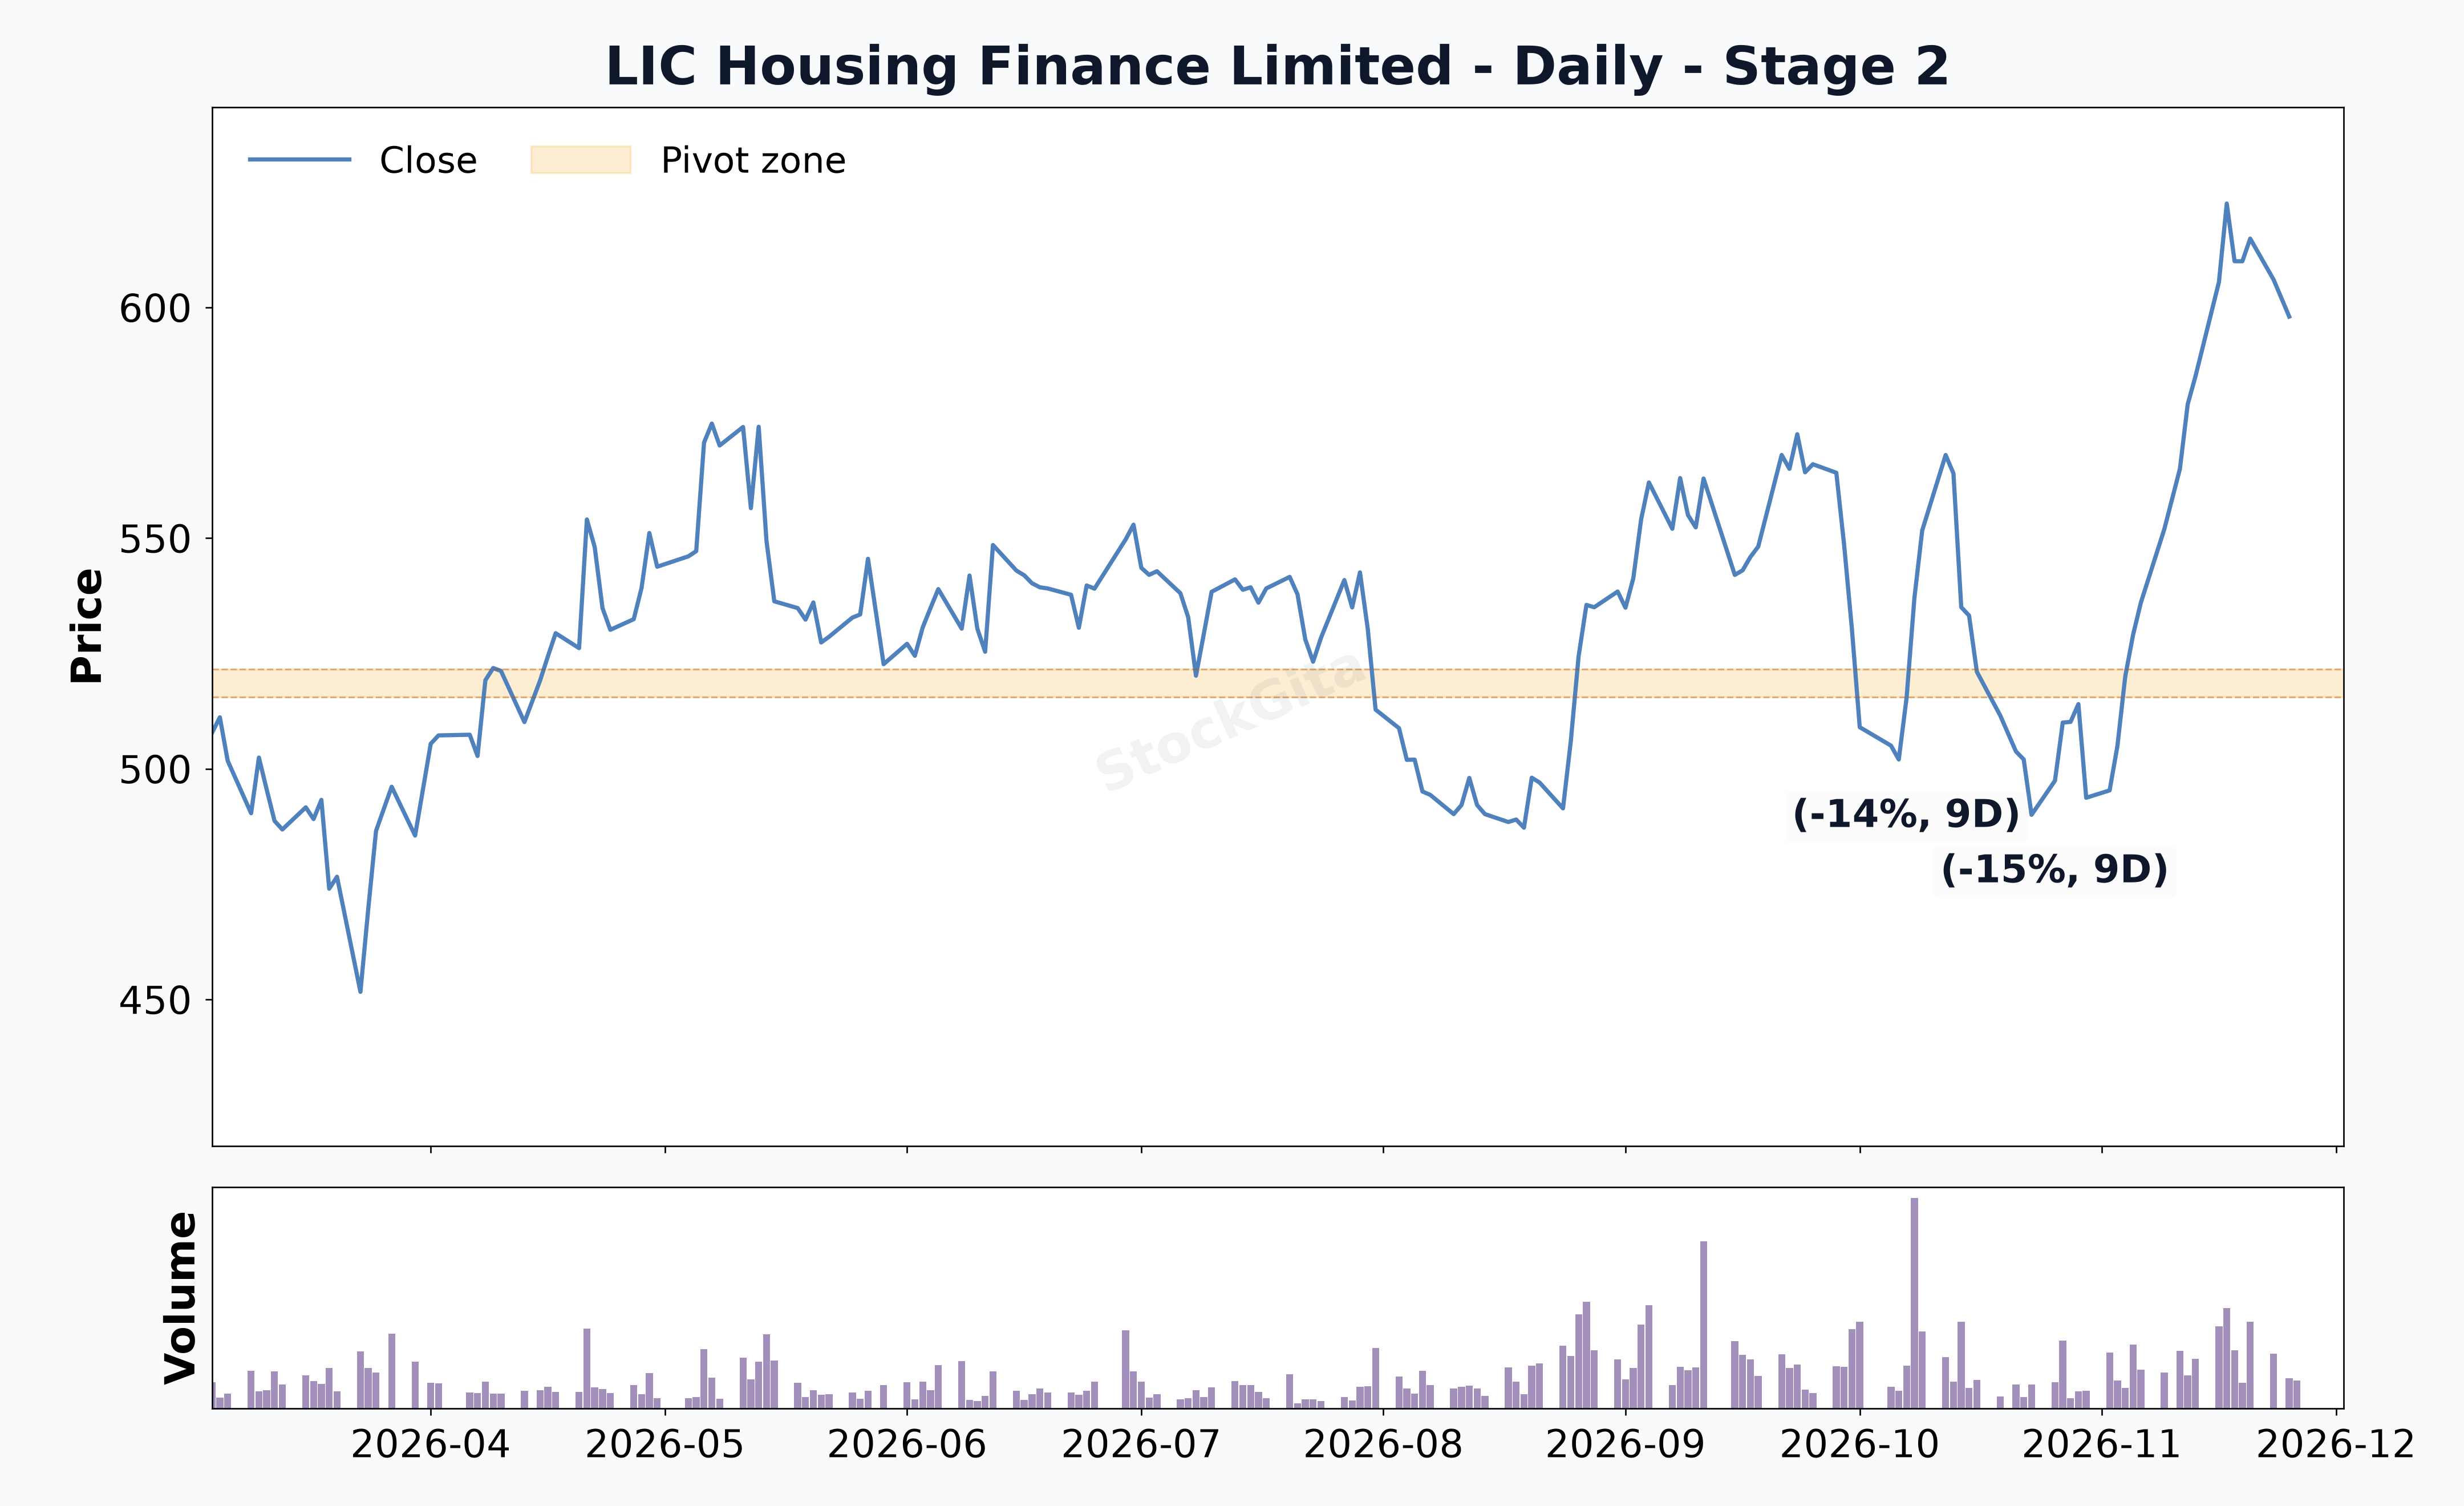 LIC Housing Finance Limited - Daily - Stage 2
Close
Pivot zone
Price
600
550
500
450
StockGita
(-14%, 9D)
(-15%, 9D)
Volume
2026-04
2026-05
2026-06
2026-07
2026-08
2026-09
2026-10
2026-11
2026-12